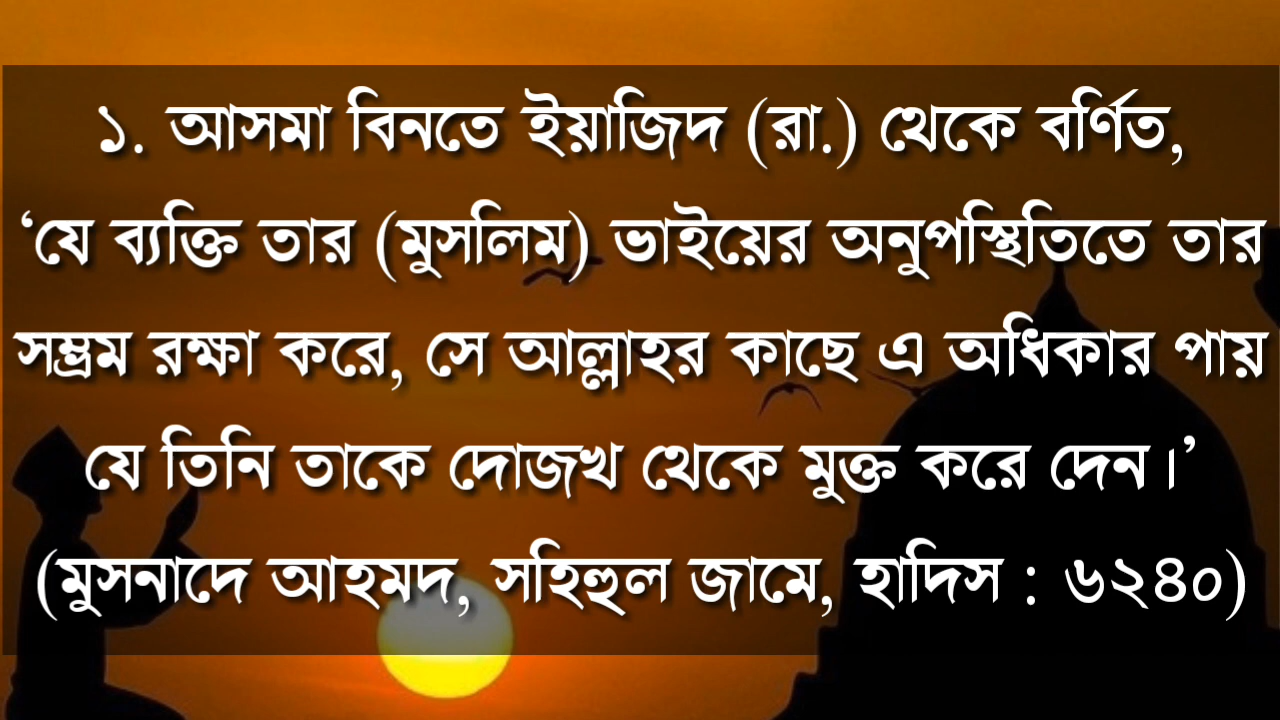 ১. আসমা বিনতে ইয়াজিদ (রা.) থেকে বর্ণিত,
‘যে ব্যক্তি তার (মুসলিম) ভাইয়ের অনুপস্থিতিতে তার
সম্ভ্রম রক্ষা করে, সে আল্লাহর কাছে এ অধিকার পায়
যে তিনি তাকে দোজখ থেকে মুক্ত করে দেন।’
(মুসনাদে আহমদ, সহিহুল জামে, হাদিস : ৬২৪০)